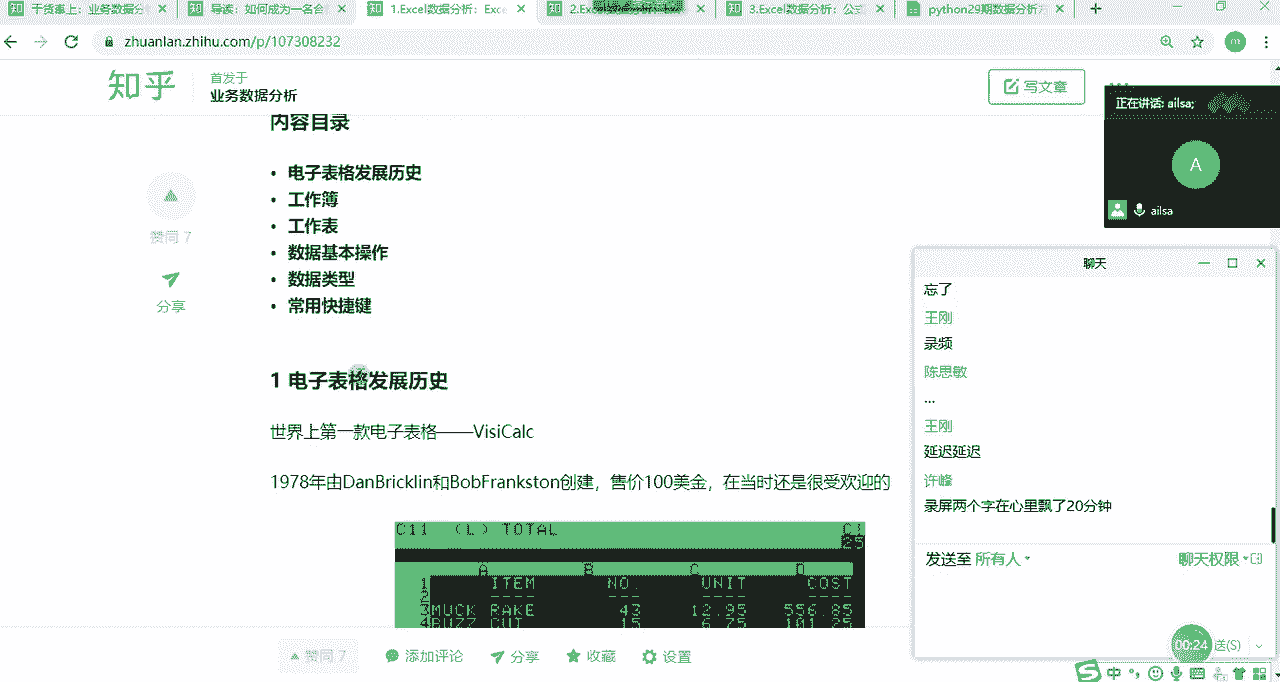 干货奉上：业务数据分
导读：如何成为一名合
1.Excel数据分析：Exce
2.Exc
3.Excel数据分析：公式
python29期数据分析方
zhuanlan.zhihu.com/p/107308232
m
知乎
首发于
业务数据分析
写文章
内容目录
• 电子表格发展历史
• 工作簿
• 工作表
• 数据基本操作
• 数据类型
• 常用快捷键
赞同 7
分享
1 电子表格发展历史
世界上第一款电子表格——VisiCalc
1978年由DanBricklin和BobFrankston创建，售价100美金，在当时还是很受欢迎的
C11 (L) TOTAL
C!
25
A B C D
1 ITEM NO. UNIT COST
2
3 MUCK RAKE 43 12.95 556.85
4 BUZZ CUT 15 6.75 101.25
赞同 7
添加评论
分享
收藏
设置
正在讲话: ailsa;
A
ailsa
聊天
忘了
王刚
录频
陈思敏
...
王刚
延迟延迟
许峰
录屏两个字在心里飘了20分钟
发送至 所有人
聊天权限
00:24
送(S)
中